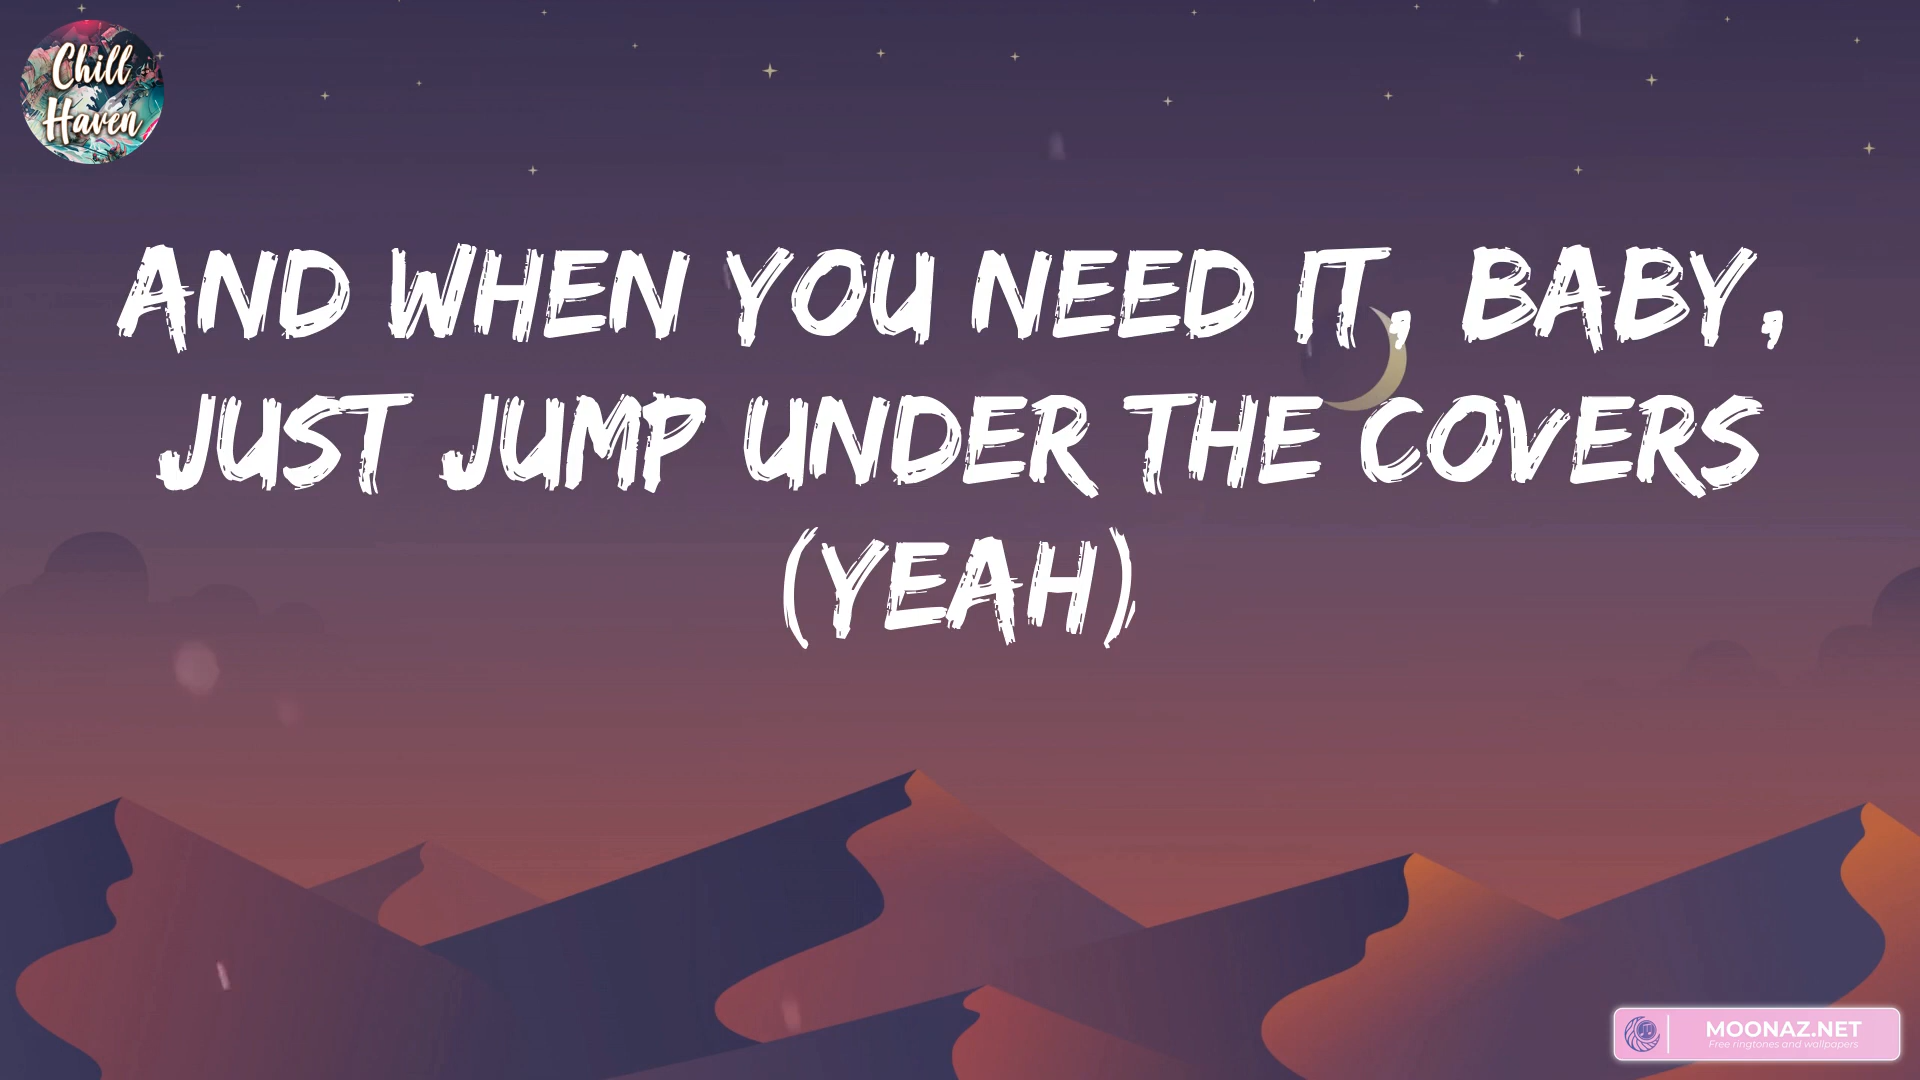 Chill
Haven
AND WHEN YOU NEED IT, BABY,
JUST JUMP UNDER THE COVERS
(YEAH)
MOONAZ.NET
Free ringtones and wallpapers